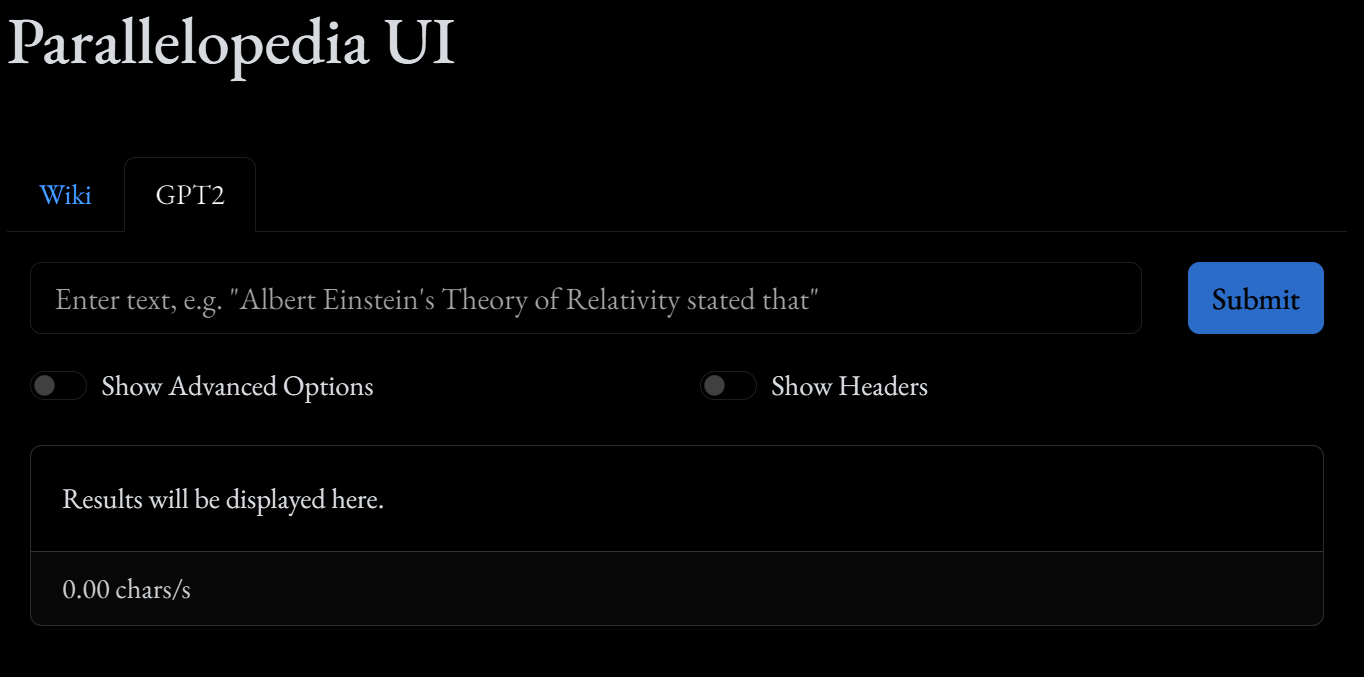 Parallelopedia UI
Wiki
GPT2
Enter text, e.g. "Albert Einstein's Theory of Relativity stated that"
Submit
Show Advanced Options
Show Headers
Results will be displayed here.
0.00 chars/s